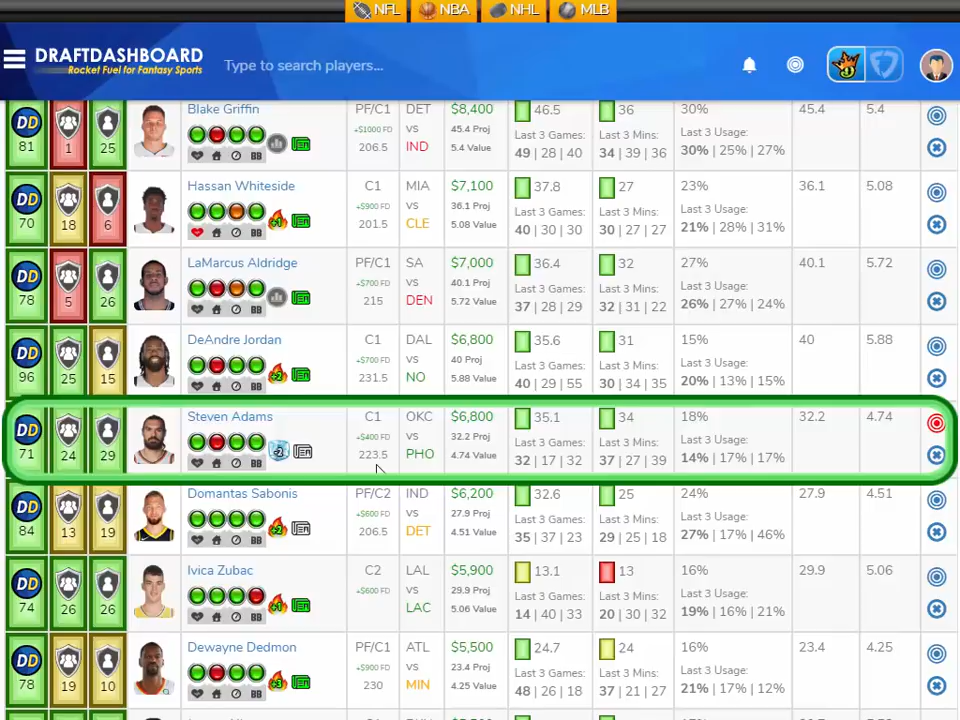 NFL NBA NHL MLB
DRAFTDASHBOARD
Rocket Fuel for Fantasy Sports
Type to search players...
DD 81 1 25 Blake Griffin BB PF/C1 +$1000 FD 206.5 DET VS IND $8,400 45.4 Proj 5.4 Value 46.5 Last 3 Games: 49 | 28 | 40 36 Last 3 Mins: 34 | 39 | 36 30% Last 3 Usage: 30% | 25% | 27% 45.4 5.4
DD 70 18 6 Hassan Whiteside BB C1 +$900 FD 201.5 MIA VS CLE $7,100 36.1 Proj 5.08 Value 37.8 Last 3 Games: 40 | 30 | 30 27 Last 3 Mins: 30 | 27 | 27 23% Last 3 Usage: 21% | 28% | 31% 36.1 5.08
DD 78 5 26 LaMarcus Aldridge BB PF/C1 +$700 FD 215 SA VS DEN $7,000 40.1 Proj 5.72 Value 36.4 Last 3 Games: 37 | 28 | 29 32 Last 3 Mins: 32 | 31 | 22 27% Last 3 Usage: 26% | 27% | 24% 40.1 5.72
DD 96 25 15 DeAndre Jordan BB C1 +$700 FD 231.5 DAL VS NO $6,800 40 Proj 5.88 Value 35.6 Last 3 Games: 40 | 29 | 55 31 Last 3 Mins: 30 | 34 | 35 15% Last 3 Usage: 20% | 13% | 15% 40 5.88
DD 71 24 29 Steven Adams -2 BB C1 +$400 FD 223.5 OKC VS PHO $6,800 32.2 Proj 4.74 Value 35.1 Last 3 Games: 32 | 17 | 32 34 Last 3 Mins: 37 | 27 | 39 18% Last 3 Usage: 14% | 17% | 17% 32.2 4.74
DD 84 13 19 Domantas Sabonis BB PF/C2 +$600 FD 206.5 IND VS DET $6,200 27.9 Proj 4.51 Value 32.6 Last 3 Games: 35 | 37 | 23 25 Last 3 Mins: 29 | 25 | 18 24% Last 3 Usage: 27% | 17% | 46% 27.9 4.51
DD 74 26 26 Ivica Zubac BB C2 +$600 FD LAL VS LAC $5,900 29.9 Proj 5.06 Value 13.1 Last 3 Games: 14 | 40 | 33 13 Last 3 Mins: 20 | 30 | 32 16% Last 3 Usage: 19% | 16% | 21% 29.9 5.06
DD 78 19 10 Dewayne Dedmon BB PF/C1 +$900 FD 230 ATL VS MIN $5,500 23.4 Proj 4.25 Value 24.7 Last 3 Games: 48 | 26 | 18 24 Last 3 Mins: 37 | 21 | 27 16% Last 3 Usage: 21% | 17% | 12% 23.4 4.25